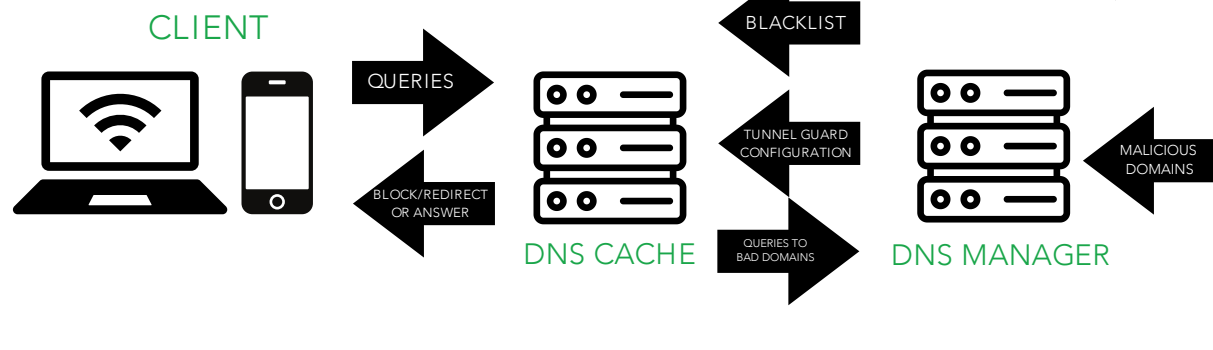 CLIENT
QUERIES
BLOCK/REDIRECT
OR ANSWER
DNS CACHE
BLACKLIST
TUNNEL GUARD
CONFIGURATION
QUERIES TO
BAD DOMAINS
DNS MANAGER
MALICIOUS
DOMAINS